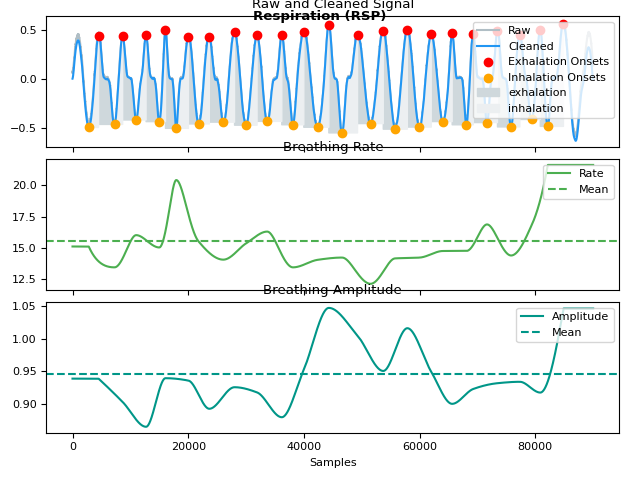 Raw and Cleaned Signal
Respiration (RSP)
0.5
0.0
−0.5
Raw
Cleaned
Exhalation Onsets
Inhalation Onsets
exhalation
inhalation
Breathing Rate
20.0
17.5
15.0
12.5
Rate
Mean
Breathing Amplitude
1.05
1.00
0.95
0.90
Amplitude
Mean
0 20000 40000 60000 80000
Samples